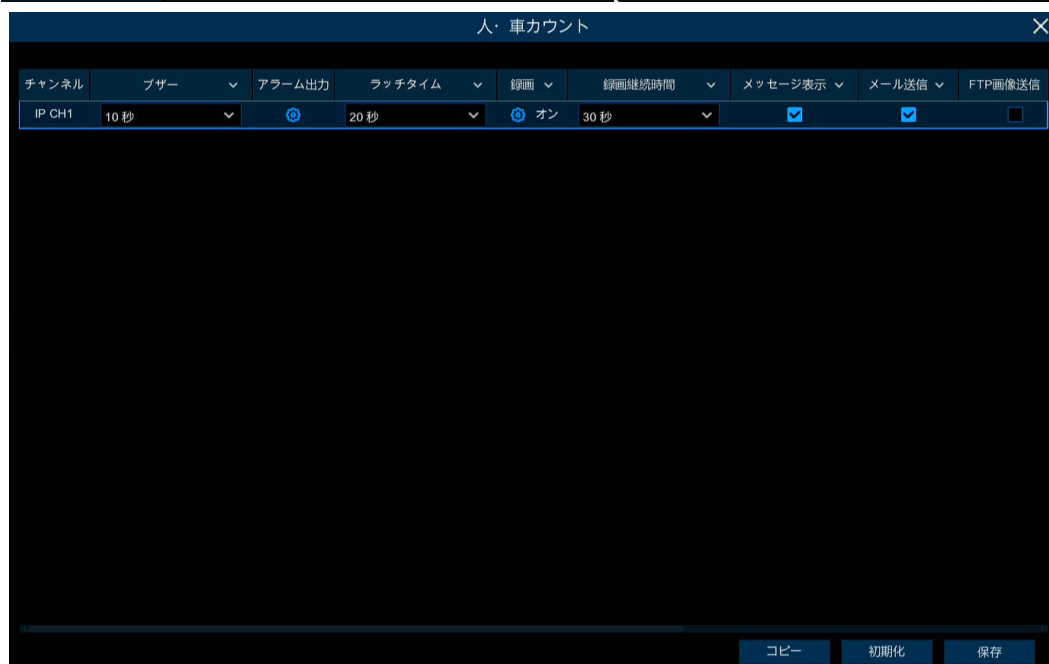 人・車カウント
チャンネル ブザー アラーム出力 ラッチタイム 録画 録画継続時間 メッセージ表示 メール送信 FTP画像送信
IP CH1 10 秒 20 秒 オン 30 秒
コピー 初期化 保存